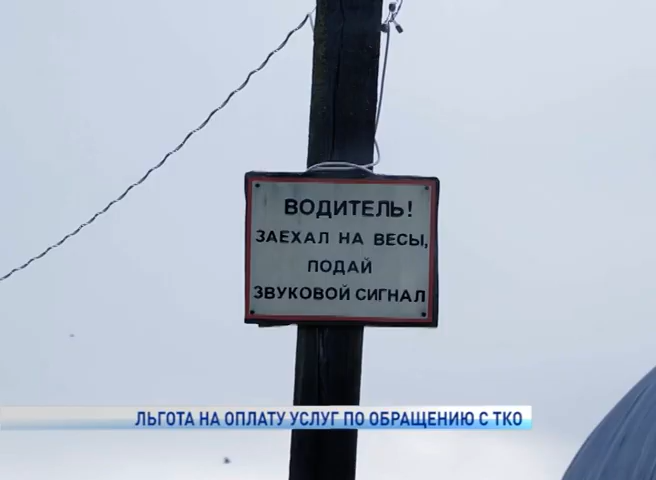 ВОДИТЕЛЬ!
ЗАЕХАЛ НА ВЕСЫ,
ПОДАЙ
ЗВУКОВОЙ СИГНАЛ
ЛЬГОТА НА ОПЛАТУ УСЛУГ ПО ОБРАЩЕНИЮ С ТКО